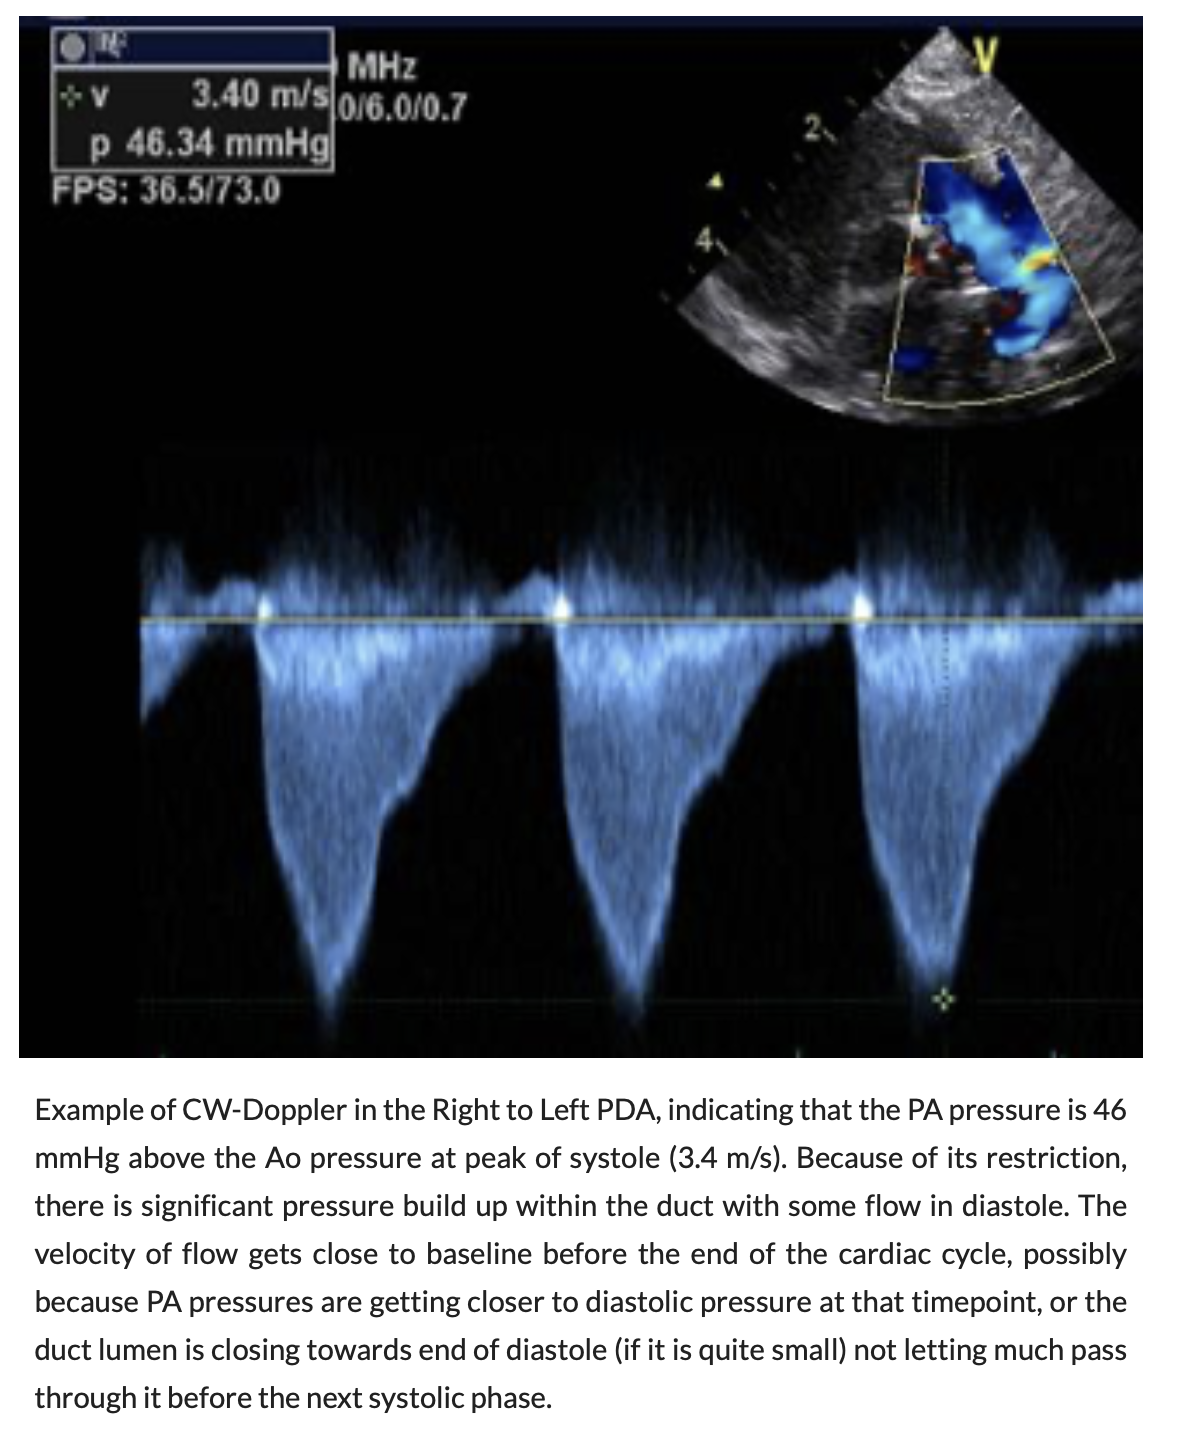 V
MHz
v 3.40 m/s
.0/6.0/0.7
p 46.34 mmHg
FPS: 36.5/73.0
2
4
Example of CW-Doppler in the Right to Left PDA, indicating that the PA pressure is 46
mmHg above the Ao pressure at peak of systole (3.4 m/s). Because of its restriction,
there is significant pressure build up within the duct with some flow in diastole. The
velocity of flow gets close to baseline before the end of the cardiac cycle, possibly
because PA pressures are getting closer to diastolic pressure at that timepoint, or the
duct lumen is closing towards end of diastole (if it is quite small) not letting much pass
through it before the next systolic phase.